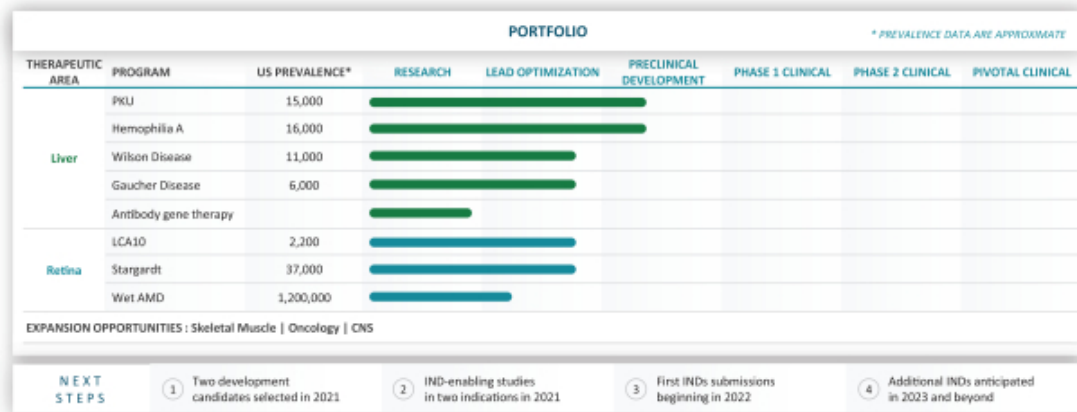 PORTFOLIO
* PREVALENCE DATA ARE APPROXIMATE
THERAPEUTIC AREA PROGRAM US PREVALENCE* RESEARCH LEAD OPTIMIZATION PRECLINICAL DEVELOPMENT PHASE 1 CLINICAL PHASE 2 CLINICAL PIVOTAL CLINICAL
Liver
PKU 15,000
Hemophilia A 16,000
Wilson Disease 11,000
Gaucher Disease 6,000
Antibody gene therapy
Retina
LCA10 2,200
Stargardt 37,000
Wet AMD 1,200,000
EXPANSION OPPORTUNITIES : Skeletal Muscle | Oncology | CNS
NEXT
STEPS
1 Two development
candidates selected in 2021
2 IND-enabling studies
in two indications in 2021
3 First INDs submissions
beginning in 2022
4 Additional INDs anticipated
in 2023 and beyond